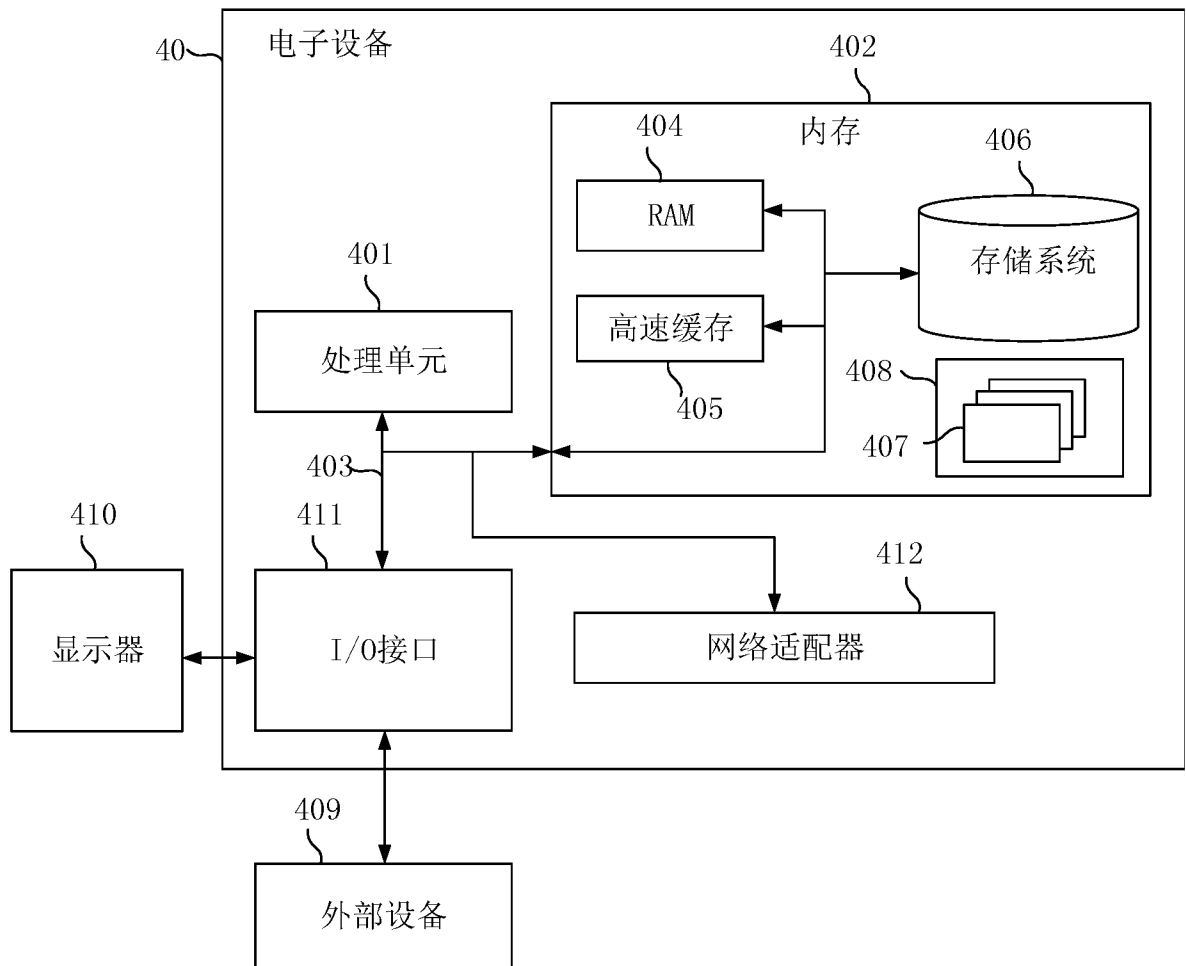 40
电子设备
402
内存
404
RAM
406
存储系统
401
处理单元
高速缓存
405
408
407
403
410
411
412
显示器
I/O接口
网络适配器
409
外部设备